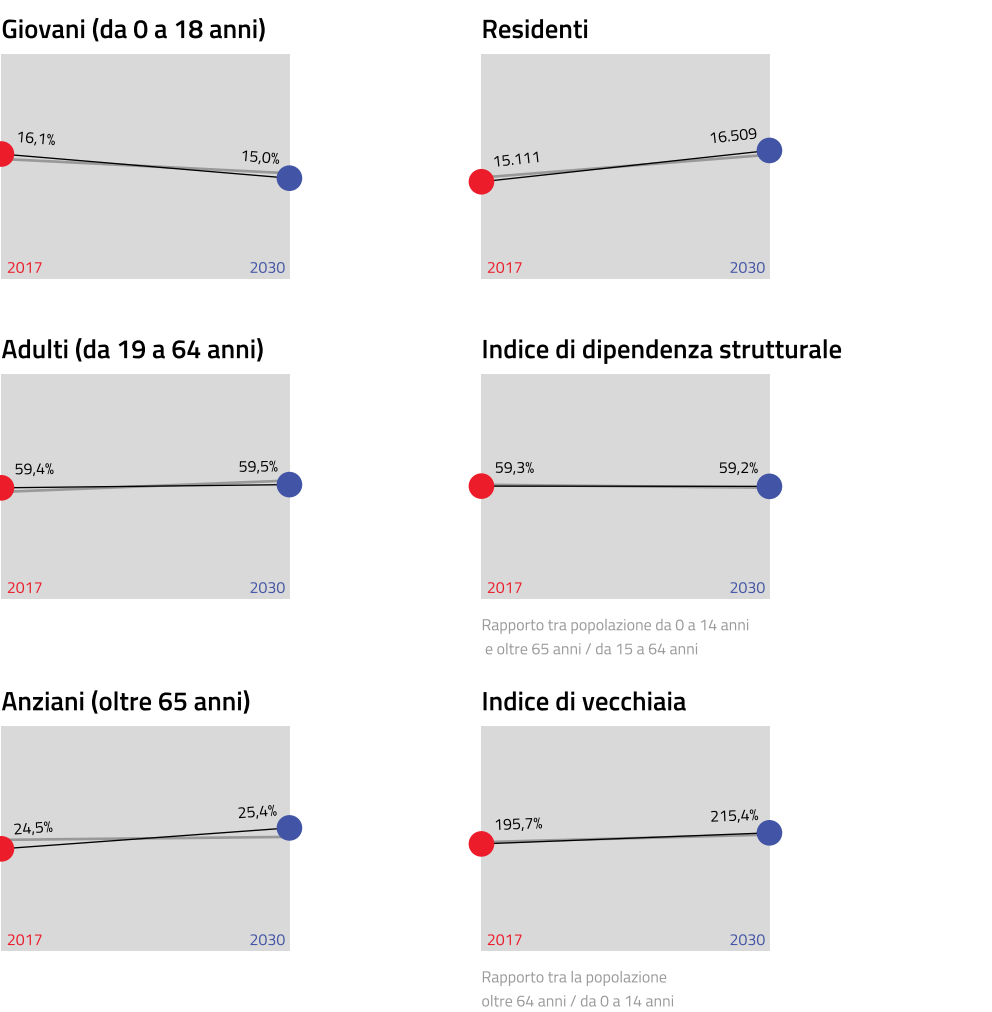 Giovani (da 0 a 18 anni)
16,1%
15,0%
2017
2030
Residenti
15.111
16.509
2017
2030
Adulti (da 19 a 64 anni)
59,4%
59,5%
2017
2030
Indice di dipendenza strutturale
59,3%
59,2%
2017
2030
Rapporto tra popolazione da 0 a 14 anni
e oltre 65 anni / da 15 a 64 anni
Anziani (oltre 65 anni)
24,5%
25,4%
2017
2030
Indice di vecchiaia
195,7%
215,4%
2017
2030
Rapporto tra la popolazione
oltre 64 anni / da 0 a 14 anni